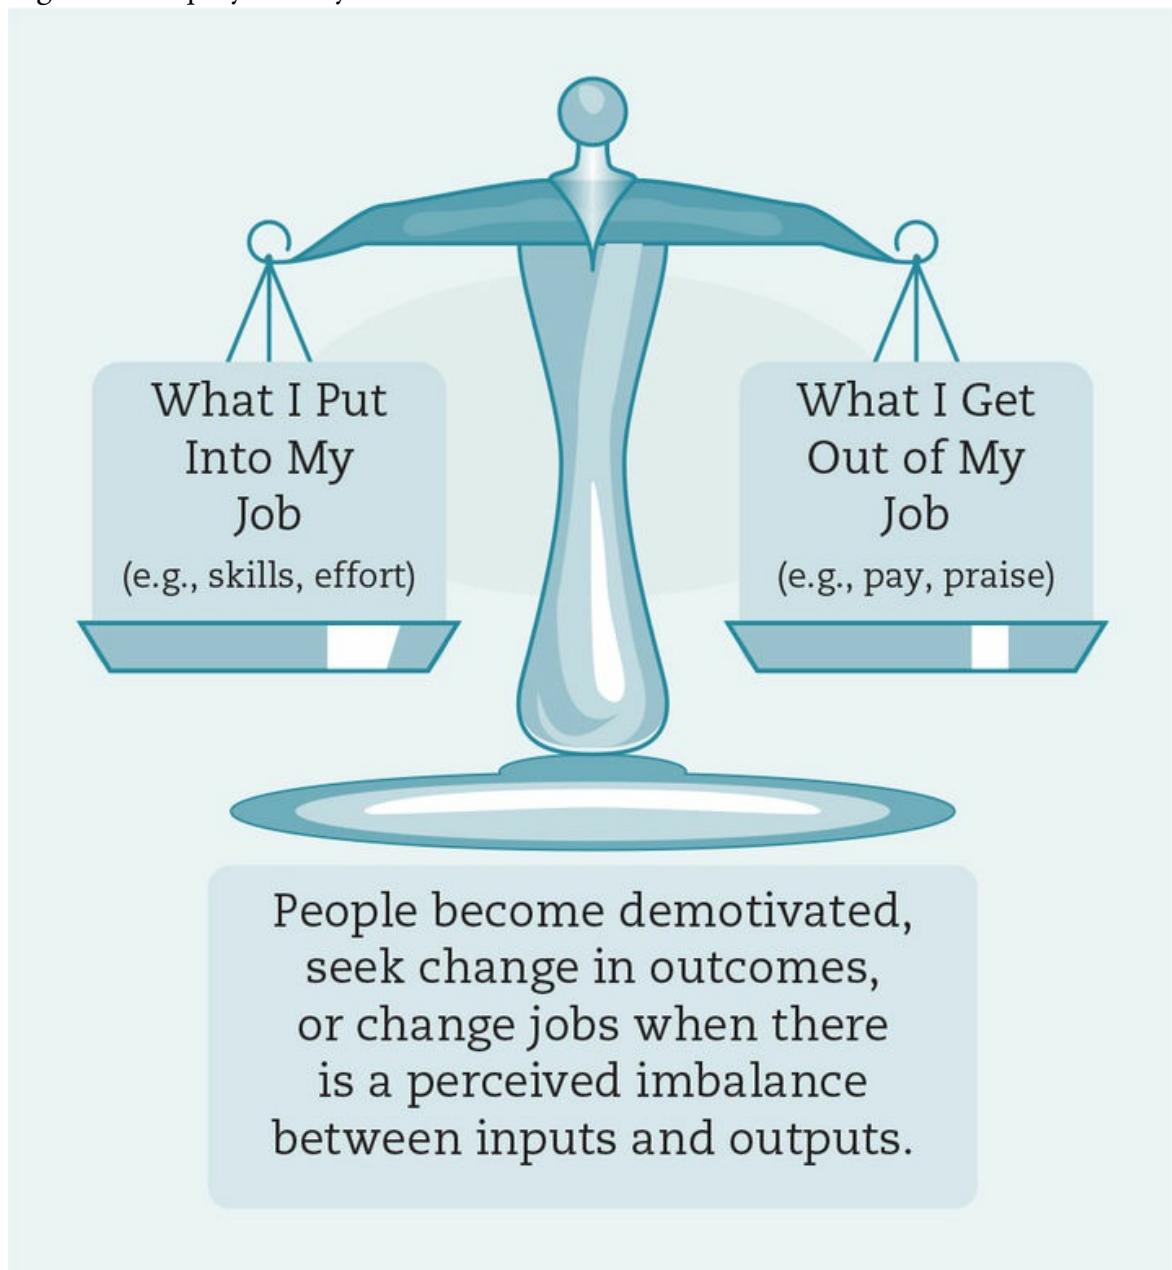 What I Put
Into My
Job
(e.g., skills, effort)
What I Get
Out of My
Job
(e.g., pay, praise)
People become demotivated,
seek change in outcomes,
or change jobs when there
is a perceived imbalance
between inputs and outputs.